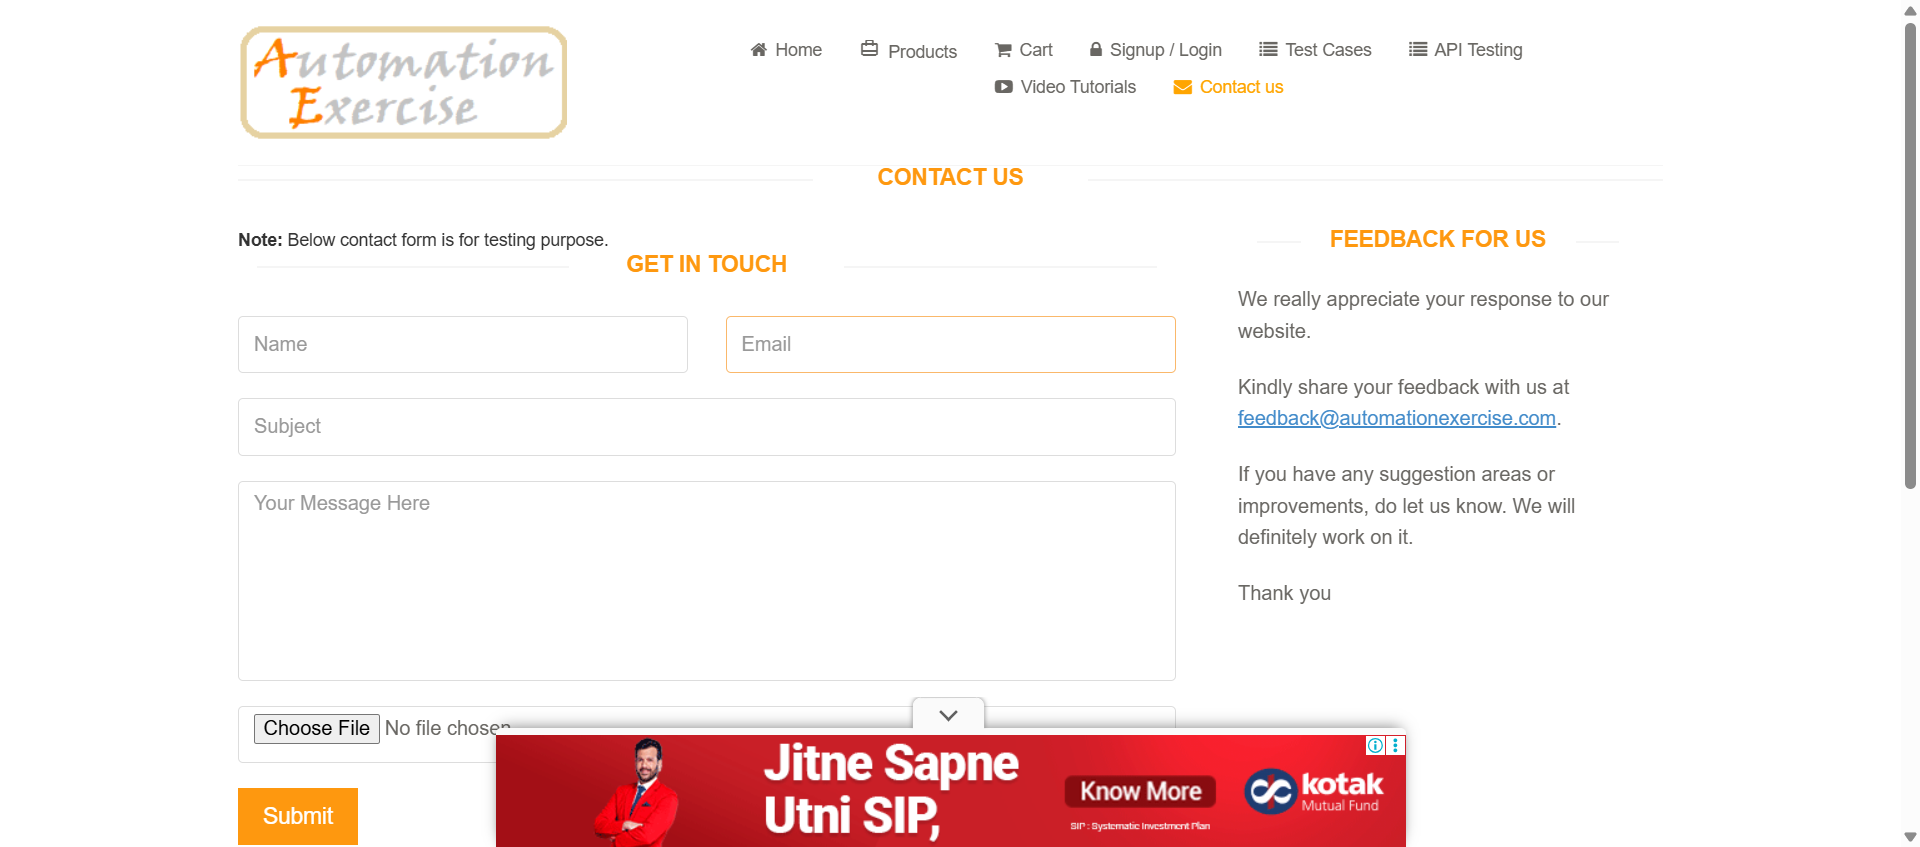 Automation
Exercise
Home
Products
Cart
Signup / Login
Test Cases
API Testing
Video Tutorials
Contact us
CONTACT US
Note: Below contact form is for testing purpose.
GET IN TOUCH
Name
Email
Subject
Your Message Here
Choose File No file chosen
Submit
FEEDBACK FOR US
We really appreciate your response to our
website.
Kindly share your feedback with us at
feedback@automationexercise.com.
If you have any suggestion areas or
improvements, do let us know. We will
definitely work on it.
Thank you
Jitne Sapne
Utni SIP,
Know More
SIP : Systematic Investment Plan
kotak
Mutual Fund